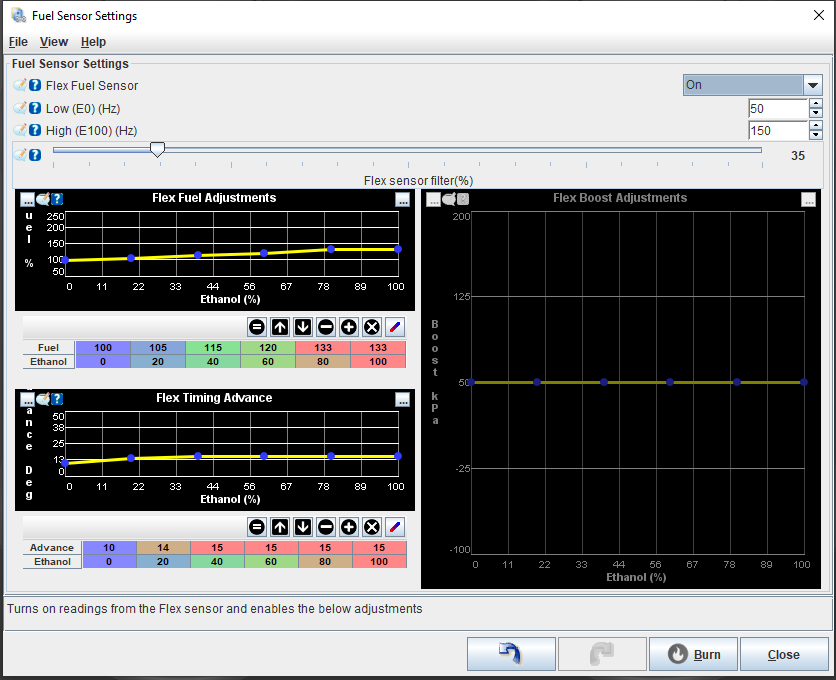 Fuel Sensor Settings
File View Help
Fuel Sensor Settings
Flex Fuel Sensor On
Low (E0) (Hz) 50
High (E100) (Hz) 150
35
Flex sensor filter(%)
... Flex Fuel Adjustments ...
uel %
250
200
150
100
50
0 11 22 33 44 56 67 78 89 100
Ethanol (%)
Fuel 100 105 115 120 133 133
Ethanol 0 20 40 60 80 100
... Flex Timing Advance ...
ance Deg
50
38
25
13
0
0 11 22 33 44 56 67 78 89 100
Ethanol (%)
Advance 10 14 15 15 15 15
Ethanol 0 20 40 60 80 100
... Flex Boost Adjustments ...
Boost kPa
200
125
50
-25
-100
0 11 22 33 44 56 67 78 89 100
Ethanol (%)
Turns on readings from the Flex sensor and enables the below adjustments
Burn Close